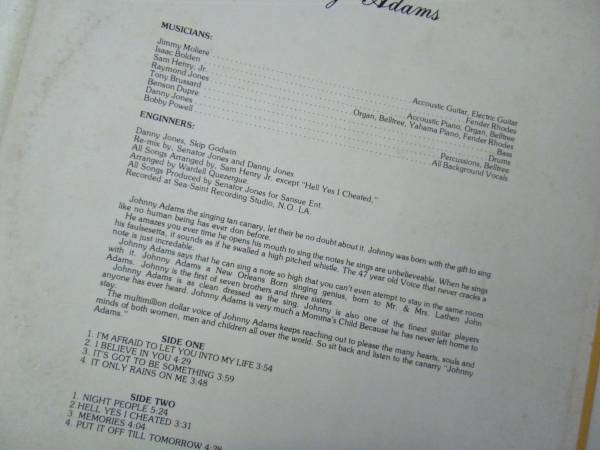 y Adams
MUSICIANS:
Jimmy Moliere' Accoustic Guitar, Electric Guitar
Isaac Bolden Fender Rhodes
Sam Henry, Jr. Accoustic Piano, Organ, Belltree
Raymond Jones Organ, Belltree, Yahama Piano, Fender Rhodes
Tony Brussard Bass
Benson Dupre Drums
Danny Jones Percussions, Belltree
Bobby Powell All Background Vocals
ENGINNERS:
Danny Jones, Skip Godwin
Re-mix by, Senator Jones and Danny Jones
All Songs Arranged by, Sam Henry Jr. except "Hell Yes I Cheated,"
Arranged by Wardell Quezergue.
All Songs Produced by Senator Jones for Sansue Ent.
Recorded at Sea-Saint Recording Studio, N.O. LA.
Johnny Adams the singing tan canary, let their be no doubt about it. Johnny was born with the gift to sing
like no human being has ever don before.
He amazes you ever time he opens his mouth to sing the notes he sings are unbelieveable. When he sings
his faulsesetta, it sounds as if he swalled a high pitched whistle. The 47 year old Voice that never cracks a
note is just incredable.
Johnny Adams says that he can sing a note so high that you can't even atempt to stay in the same room
with it. Johnny Adams a New Orleans Born singing genius, born to Mr. & Mrs. Lathen John
Adams. Johnny is the first of seven brothers and three sisters.
Johnny Adams is as clean dressed as the sing. Johnny is also one of the finest guitar players
anyone has ever heard. Johnny Adams is very much a Momma's Child Because he has never left home to
stay.
The multimillion dollar voice of Johnny Adams keeps reaching out to please the many hearts, souls and
minds of both women, men and children all over the world. So sit back and listen to the canarry "Johnny
Adams."
SIDE ONE
1. I'M AFRAID TO LET YOU INTO MY LIFE 3:54
2. I BELIEVE IN YOU 4:29
3. IT'S GOT TO BE SOMETHING 3:59
4. IT ONLY RAINS ON ME 3:48
SIDE TWO
1. NIGHT PEOPLE 5:24
2. HELL YES I CHEATED 3:31
3. MEMORIES 4:04
4. PUT IT OFF TILL TOMORROW 4:28